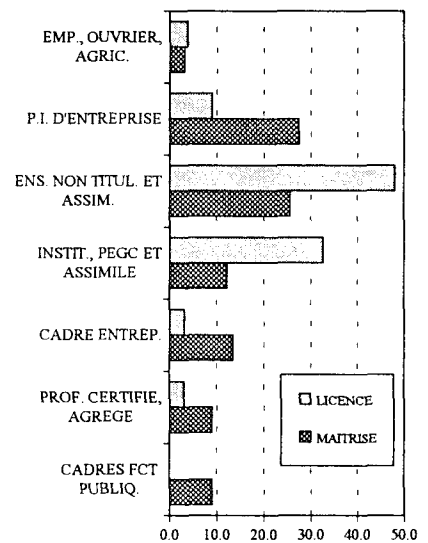 EMP., OUVRIER,
AGRIC.
P.I. D'ENTREPRISE
ENS. NON TITUL. ET
ASSIM.
INSTIT., PEGC ET
ASSIMILE
CADRE ENTREP.
PROF. CERTIFIE,
AGREGE
CADRES FCT
PUBLIQ.
LICENCE
MAITRISE
0.0 10.0 20.0 30.0 40.0 50.0